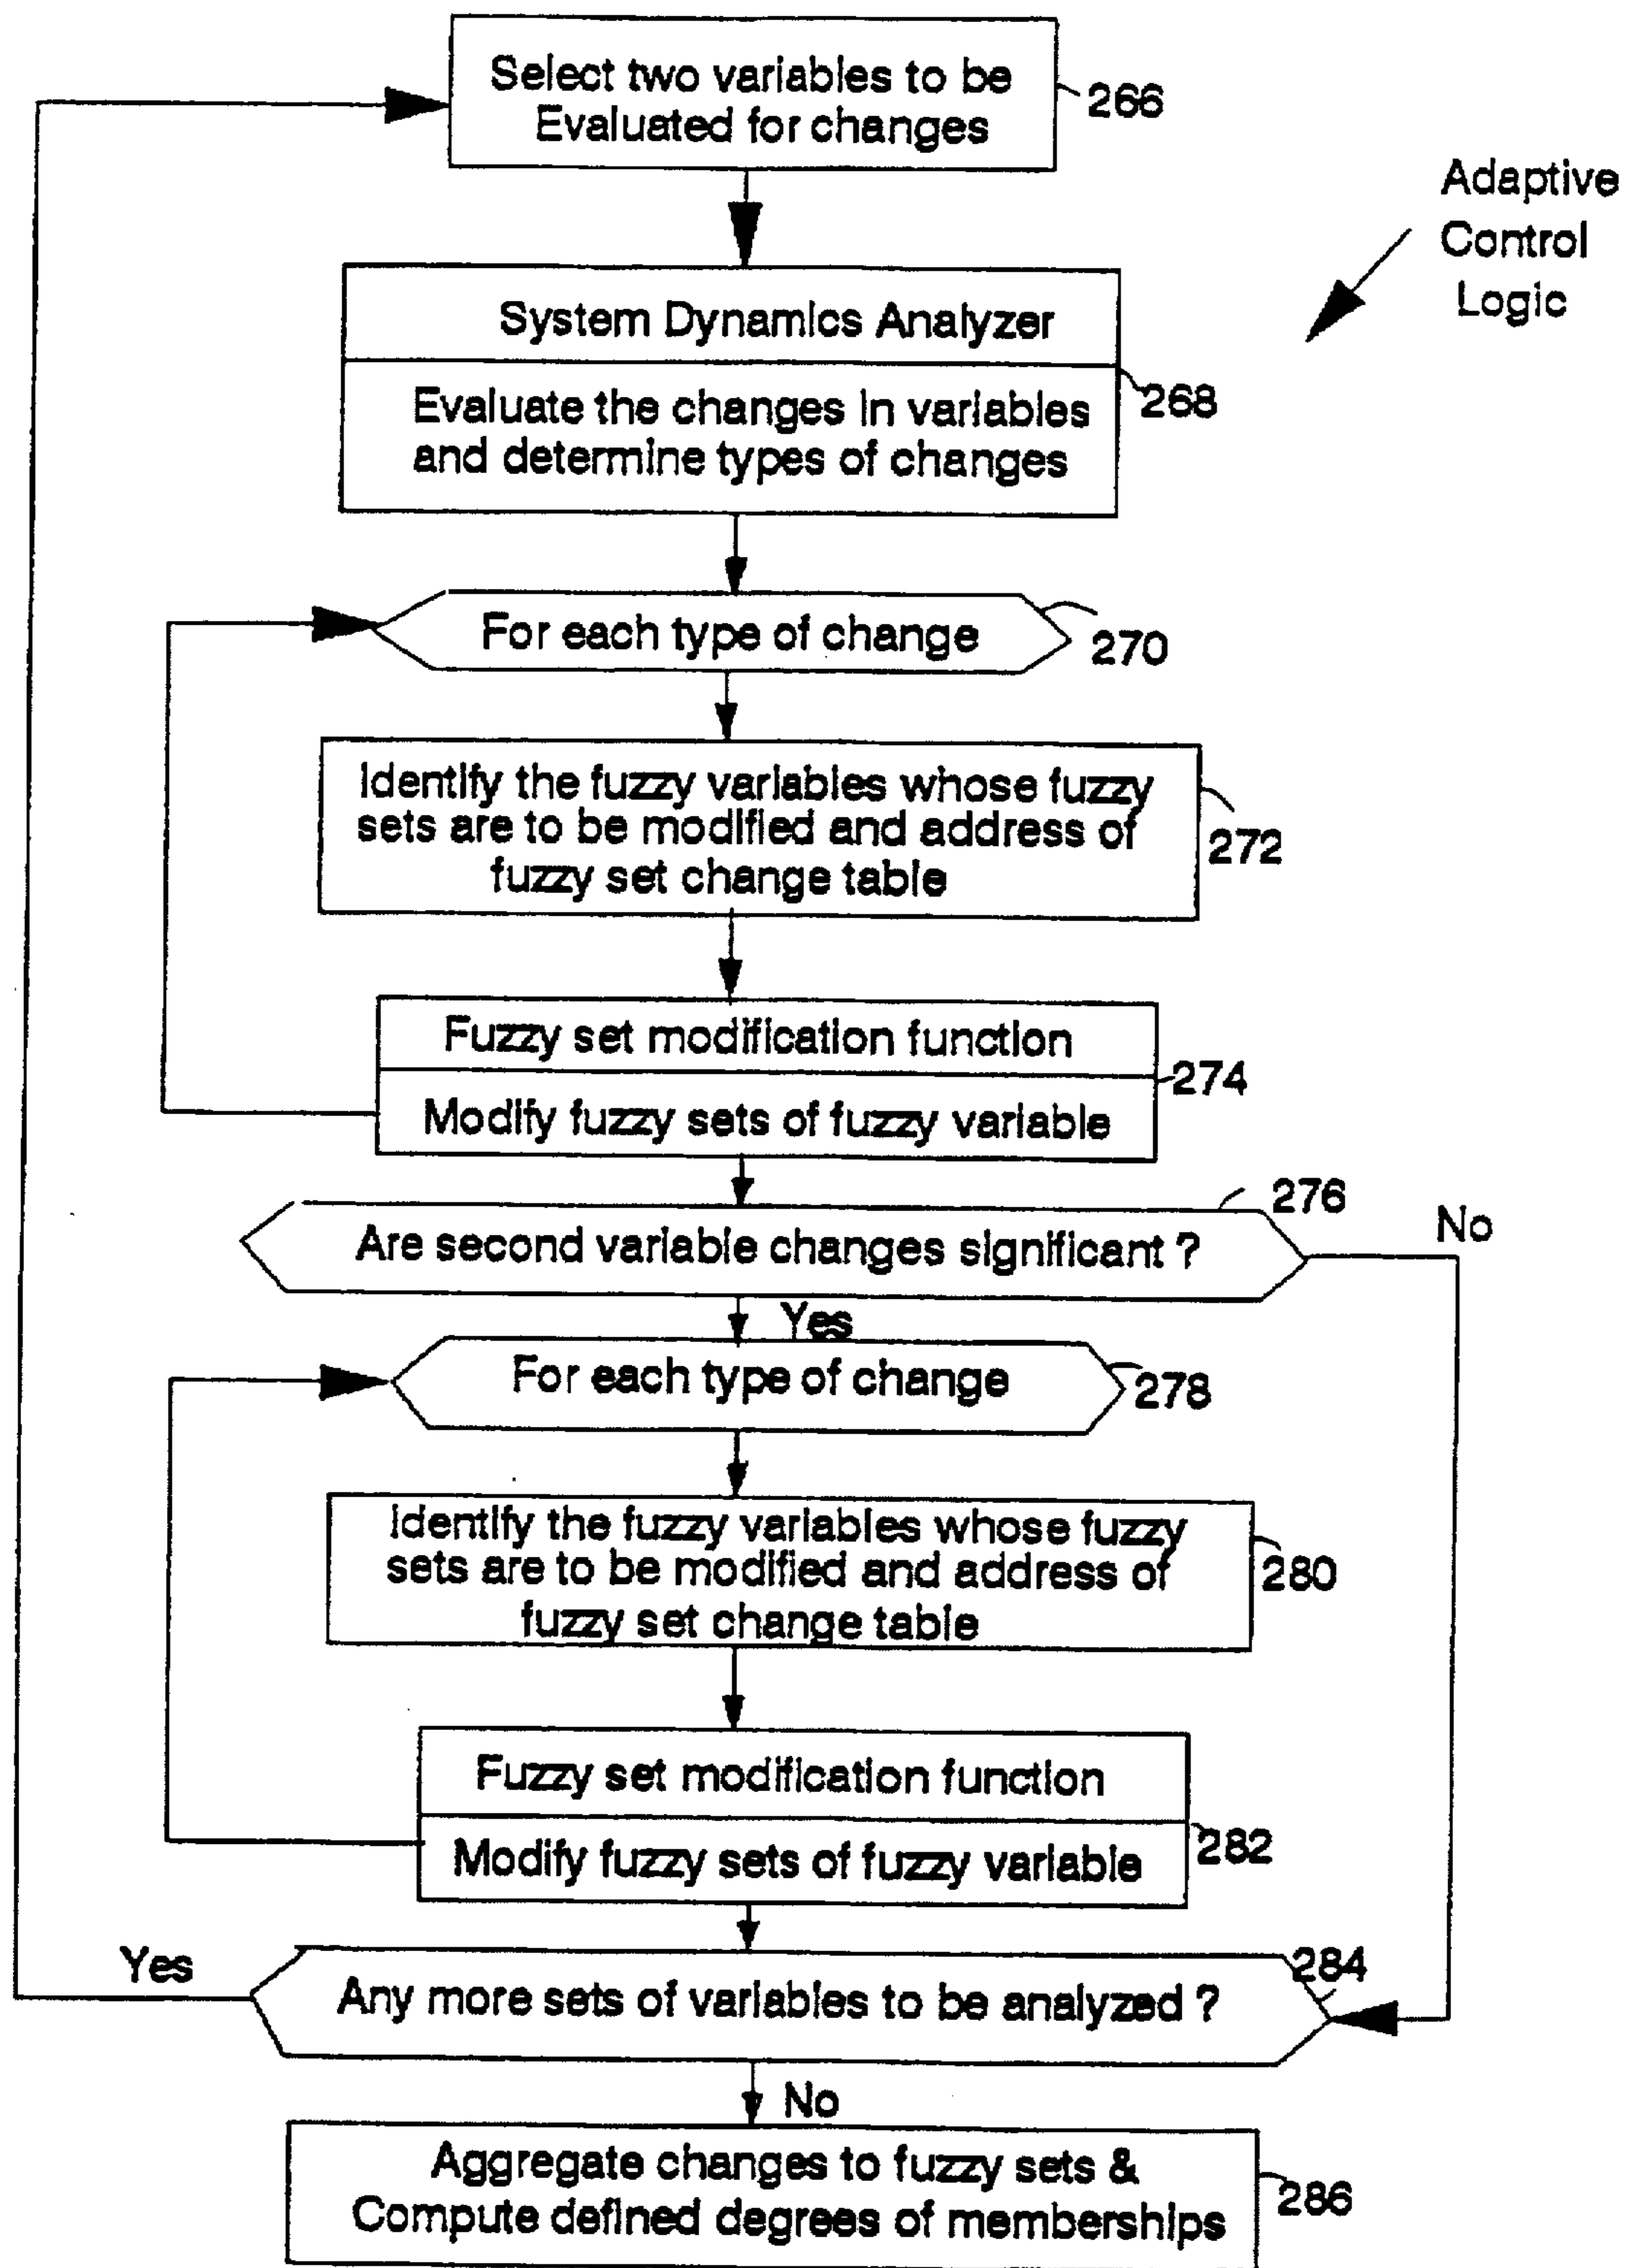 Select two variables to be
Evaluated for changes
266
Adaptive
Control
Logic
System Dynamics Analyzer
268
Evaluate the changes in variables
and determine types of changes
For each type of change
270
Identify the fuzzy variables whose fuzzy
sets are to be modified and address of
fuzzy set change table
272
Fuzzy set modification function
274
Modify fuzzy sets of fuzzy variable
276
Are second variable changes significant ?
No
Yes
For each type of change
278
Identify the fuzzy variables whose fuzzy
sets are to be modified and address of
fuzzy set change table
280
Fuzzy set modification function
282
Modify fuzzy sets of fuzzy variable
Yes
284
Any more sets of variables to be analyzed ?
No
Aggregate changes to fuzzy sets &
Compute defined degrees of memberships
286